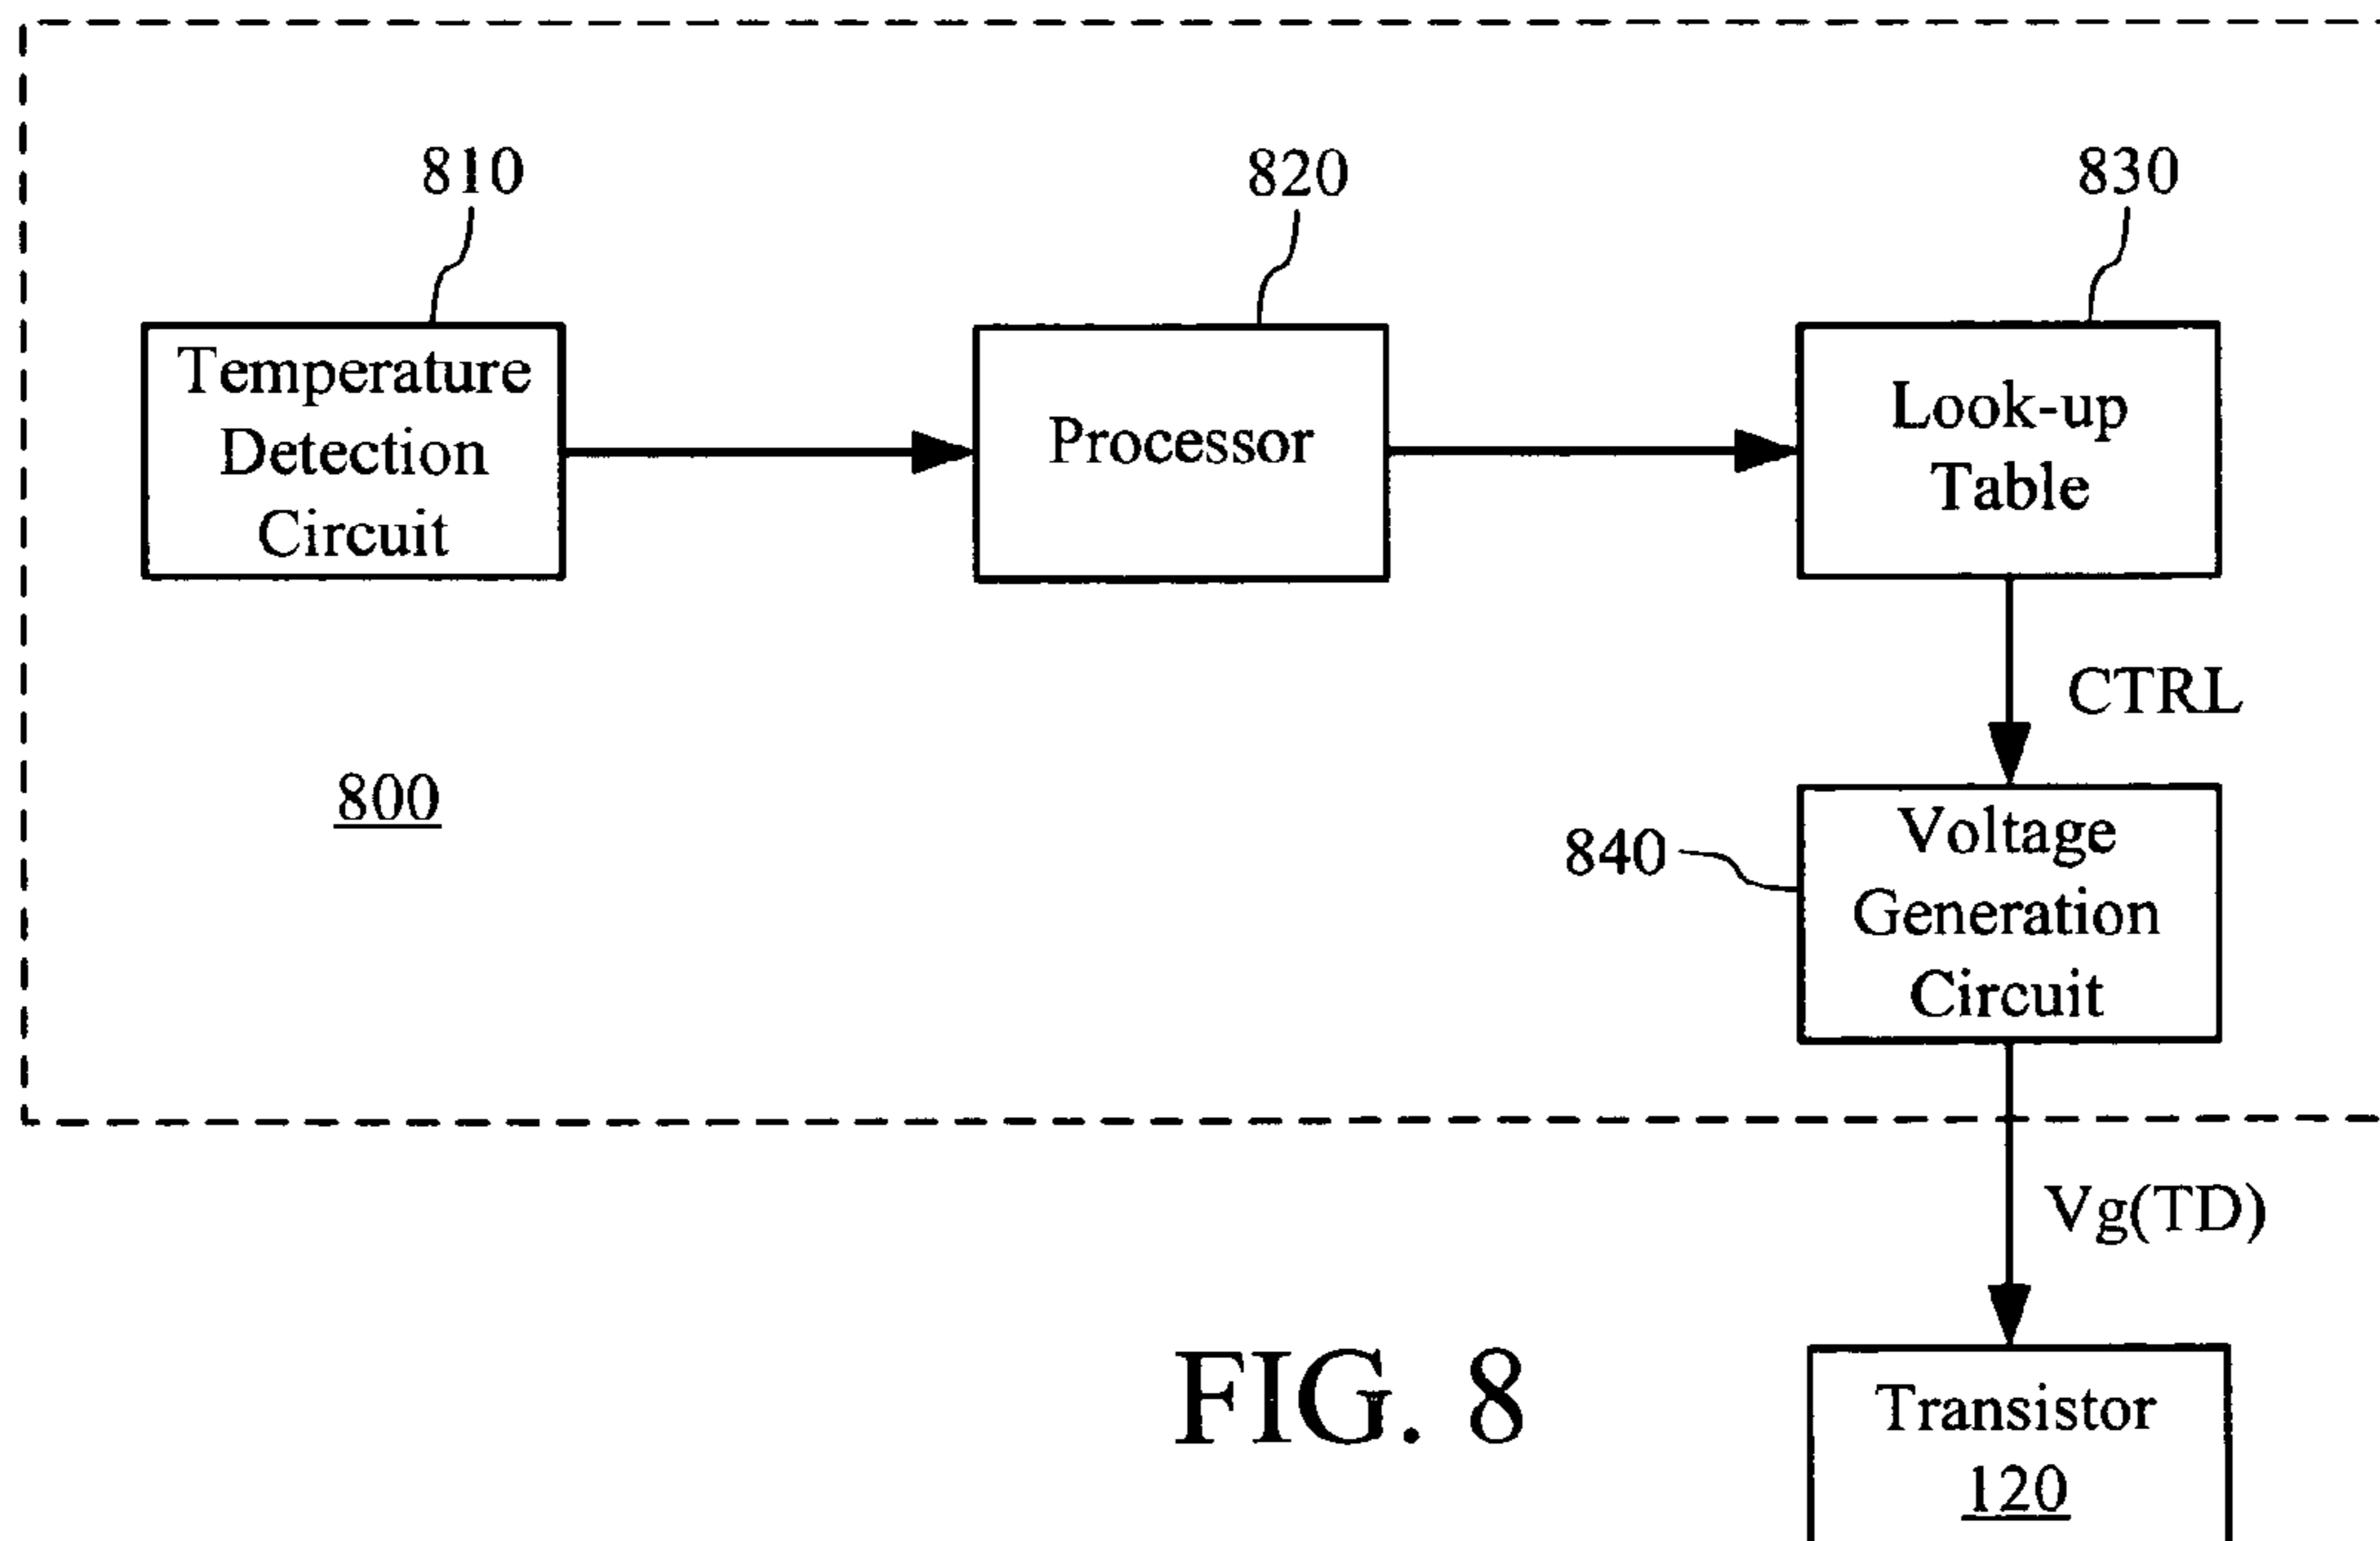 810
820
830
Temperature
Detection
Circuit
Processor
Look-up
Table
CTRL
800
840
Voltage
Generation
Circuit
Vg(TD)
FIG. 8
Transistor
120